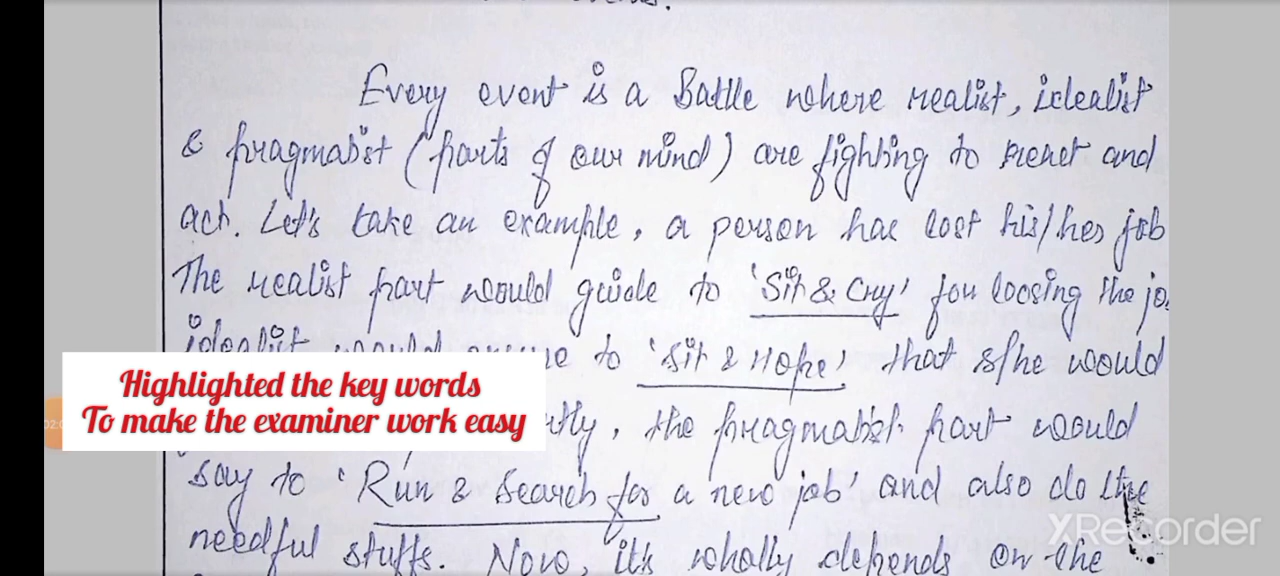 Every event is a Battle where realist, idealist
& pragmatist (parts of our mind) are fighting to react and
act. Let's take an example, a person has lost his/her job
The realist part would guide to 'Sit & Cry' for loosing the jo
idealist would to 'Sit & Hope' that s/he would
Highlighted the key words
To make the examiner work easy
the pragmatist part would
say to 'Run & Search for a new job' and also do the
needful stuffs. Now, it's wholly depends on the
XRecorder